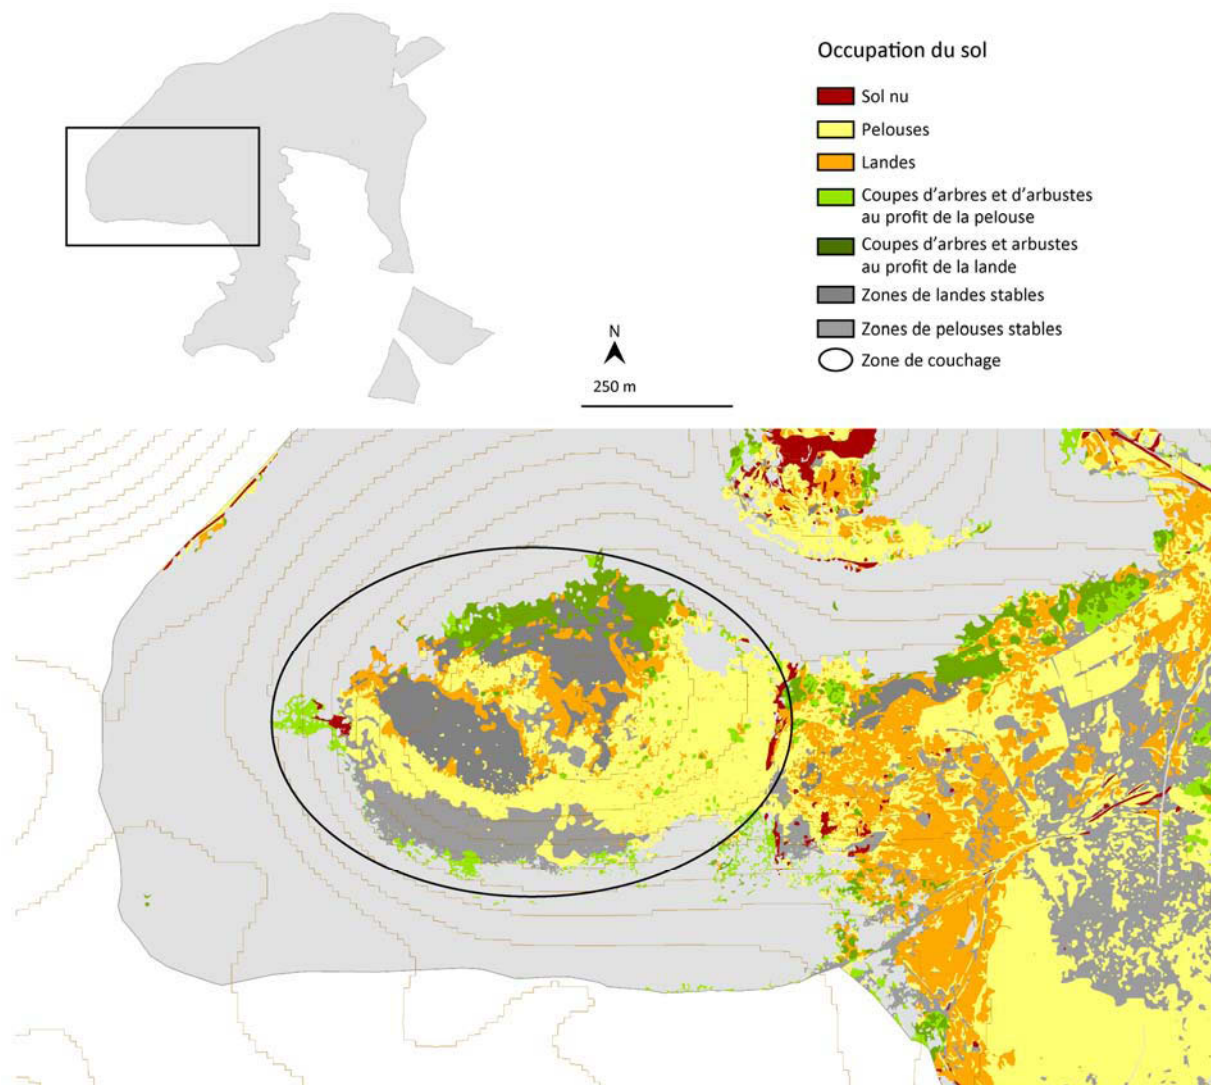 Occupation du sol
Sol nu
Pelouses
Landes
Coupes d'arbres et d'arbustes
au profit de la pelouse
Coupes d'arbres et arbustes
au profit de la lande
Zones de landes stables
Zones de pelouses stables
Zone de couchage
N
250 m